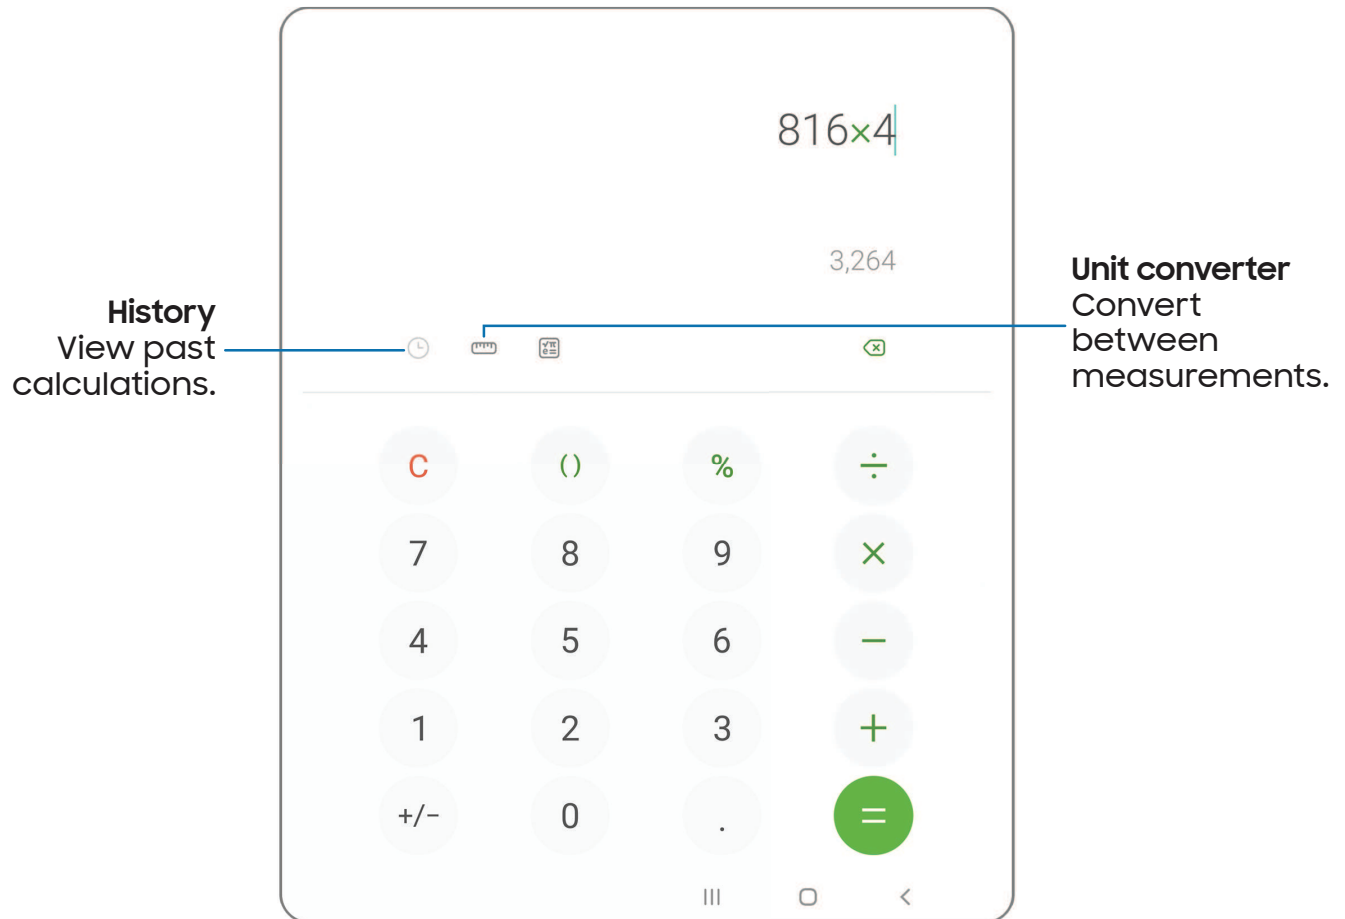 816×4
3,264
History
View past
calculations.
Unit converter
Convert
between
measurements.
C () % ÷
7 8 9 ×
4 5 6 −
1 2 3 +
+/− 0 . =